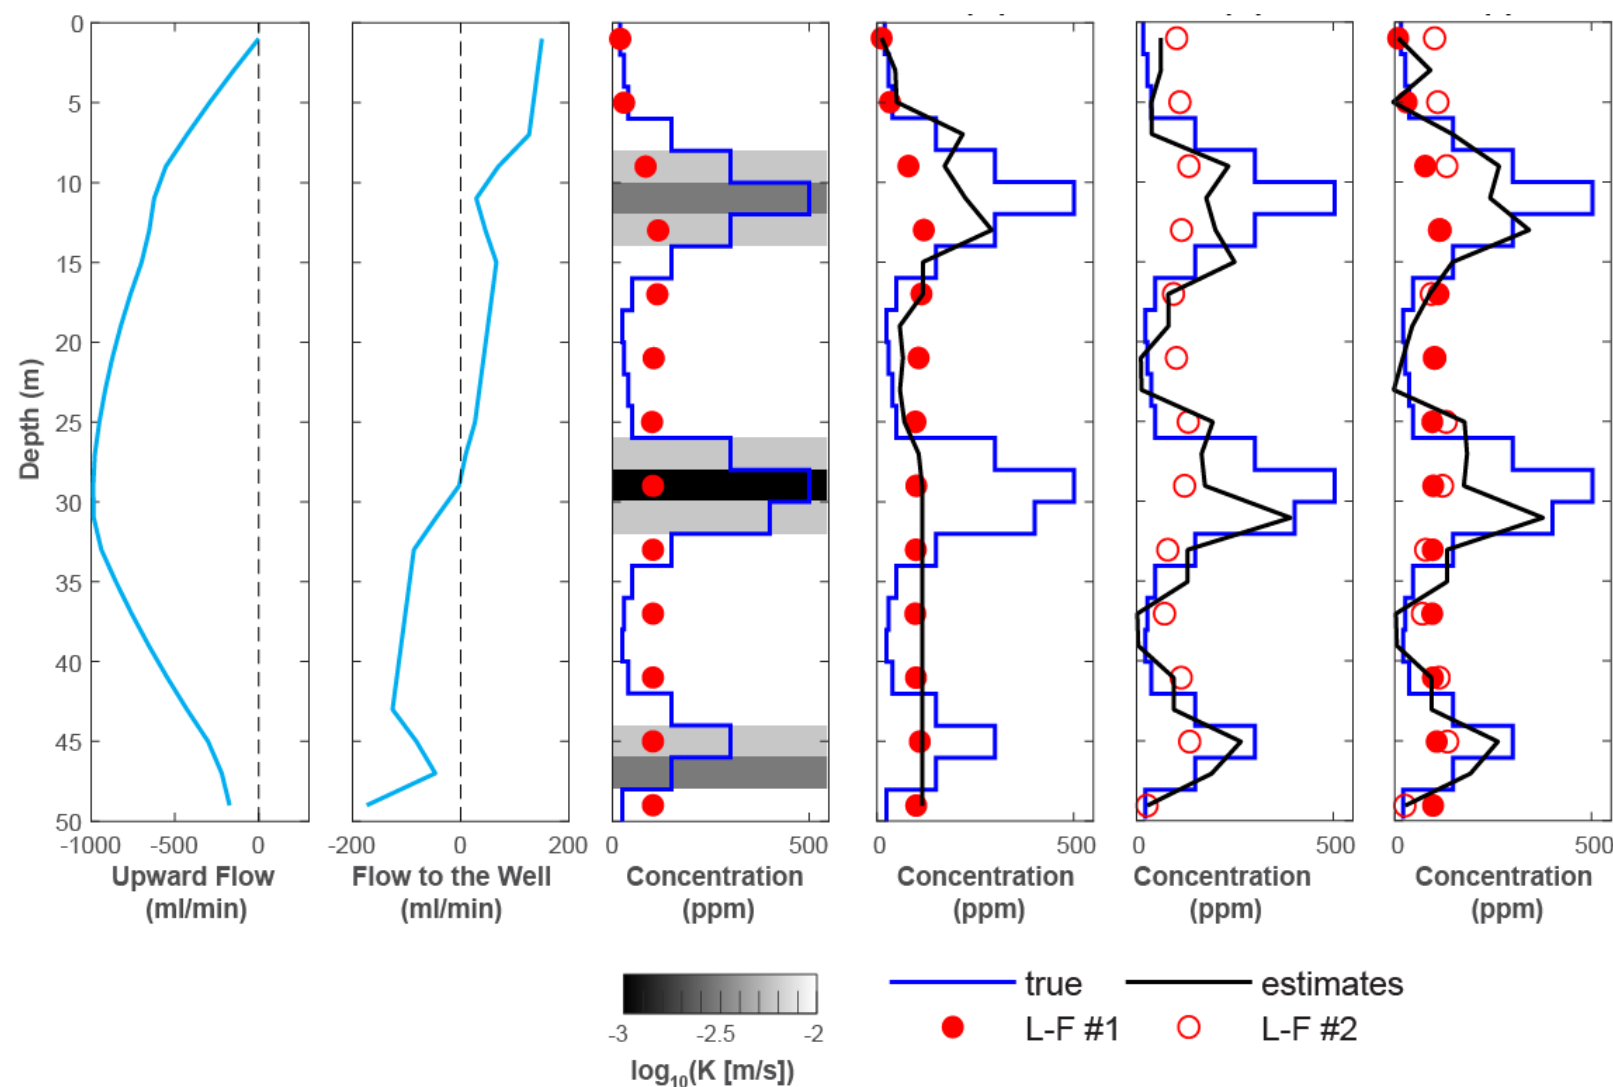 0
5
10
15
20
25
30
35
40
45
50
Depth (m)
-1000 -500 0
Upward Flow
(ml/min)
-200 0 200
Flow to the Well
(ml/min)
0 500
Concentration
(ppm)
0 500
Concentration
(ppm)
0 500
Concentration
(ppm)
0 500
Concentration
(ppm)
-3 -2.5 -2
log₁₀(K [m/s])
true estimates
L-F #1 L-F #2